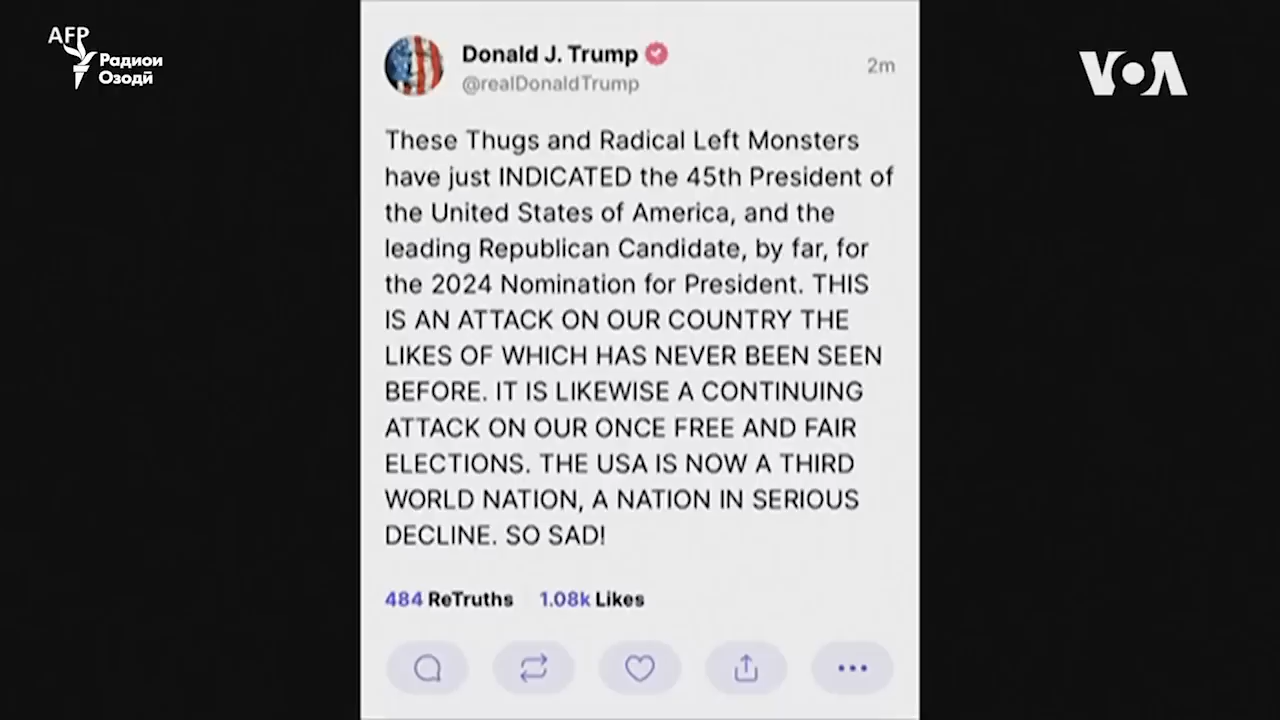 AFP
Радиои
Озодӣ
VOA
Donald J. Trump
@realDonaldTrump
2m
These Thugs and Radical Left Monsters
have just INDICATED the 45th President of
the United States of America, and the
leading Republican Candidate, by far, for
the 2024 Nomination for President. THIS
IS AN ATTACK ON OUR COUNTRY THE
LIKES OF WHICH HAS NEVER BEEN SEEN
BEFORE. IT IS LIKEWISE A CONTINUING
ATTACK ON OUR ONCE FREE AND FAIR
ELECTIONS. THE USA IS NOW A THIRD
WORLD NATION, A NATION IN SERIOUS
DECLINE. SO SAD!
484 ReTruths 1.08k Likes